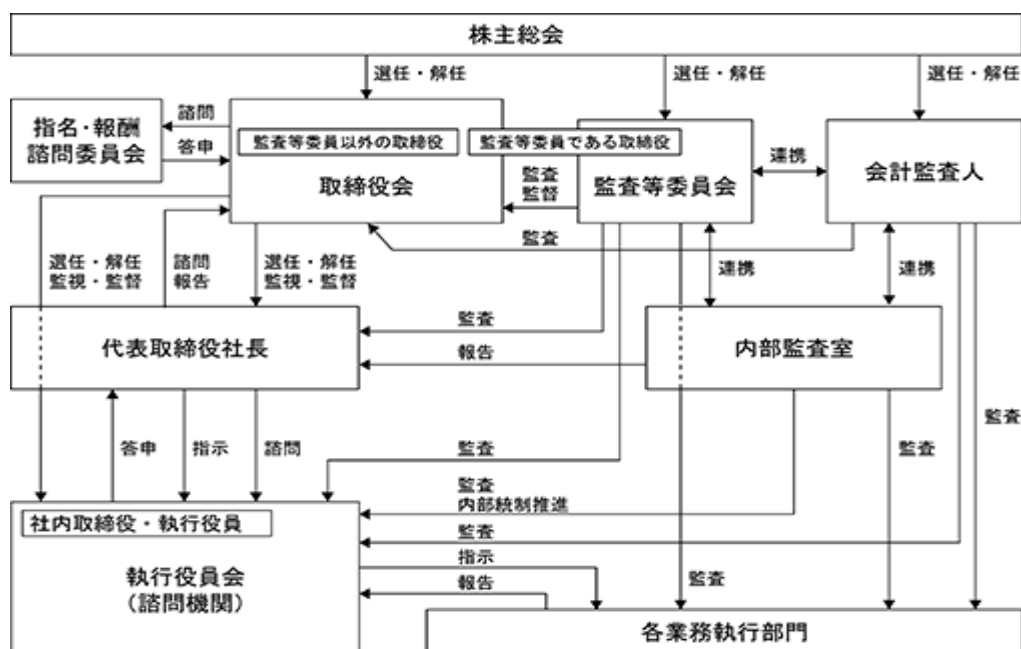 株主総会
選任・解任
選任・解任
選任・解任
指名・報酬
諮問委員会
諮問
答申
監査等委員以外の取締役
監査等委員である取締役
取締役会
監査
監督
監査等委員会
連携
会計監査人
監査
選任・解任
監視・監督
諮問
報告
選任・解任
監視・監督
連携
連携
代表取締役社長
監査
報告
内部監査室
答申
指示
諮問
監査
監査
監査
監査
内部統制推進
社内取締役・執行役員
監査
執行役員会
(諮問機関)
指示
報告
監査
各業務執行部門